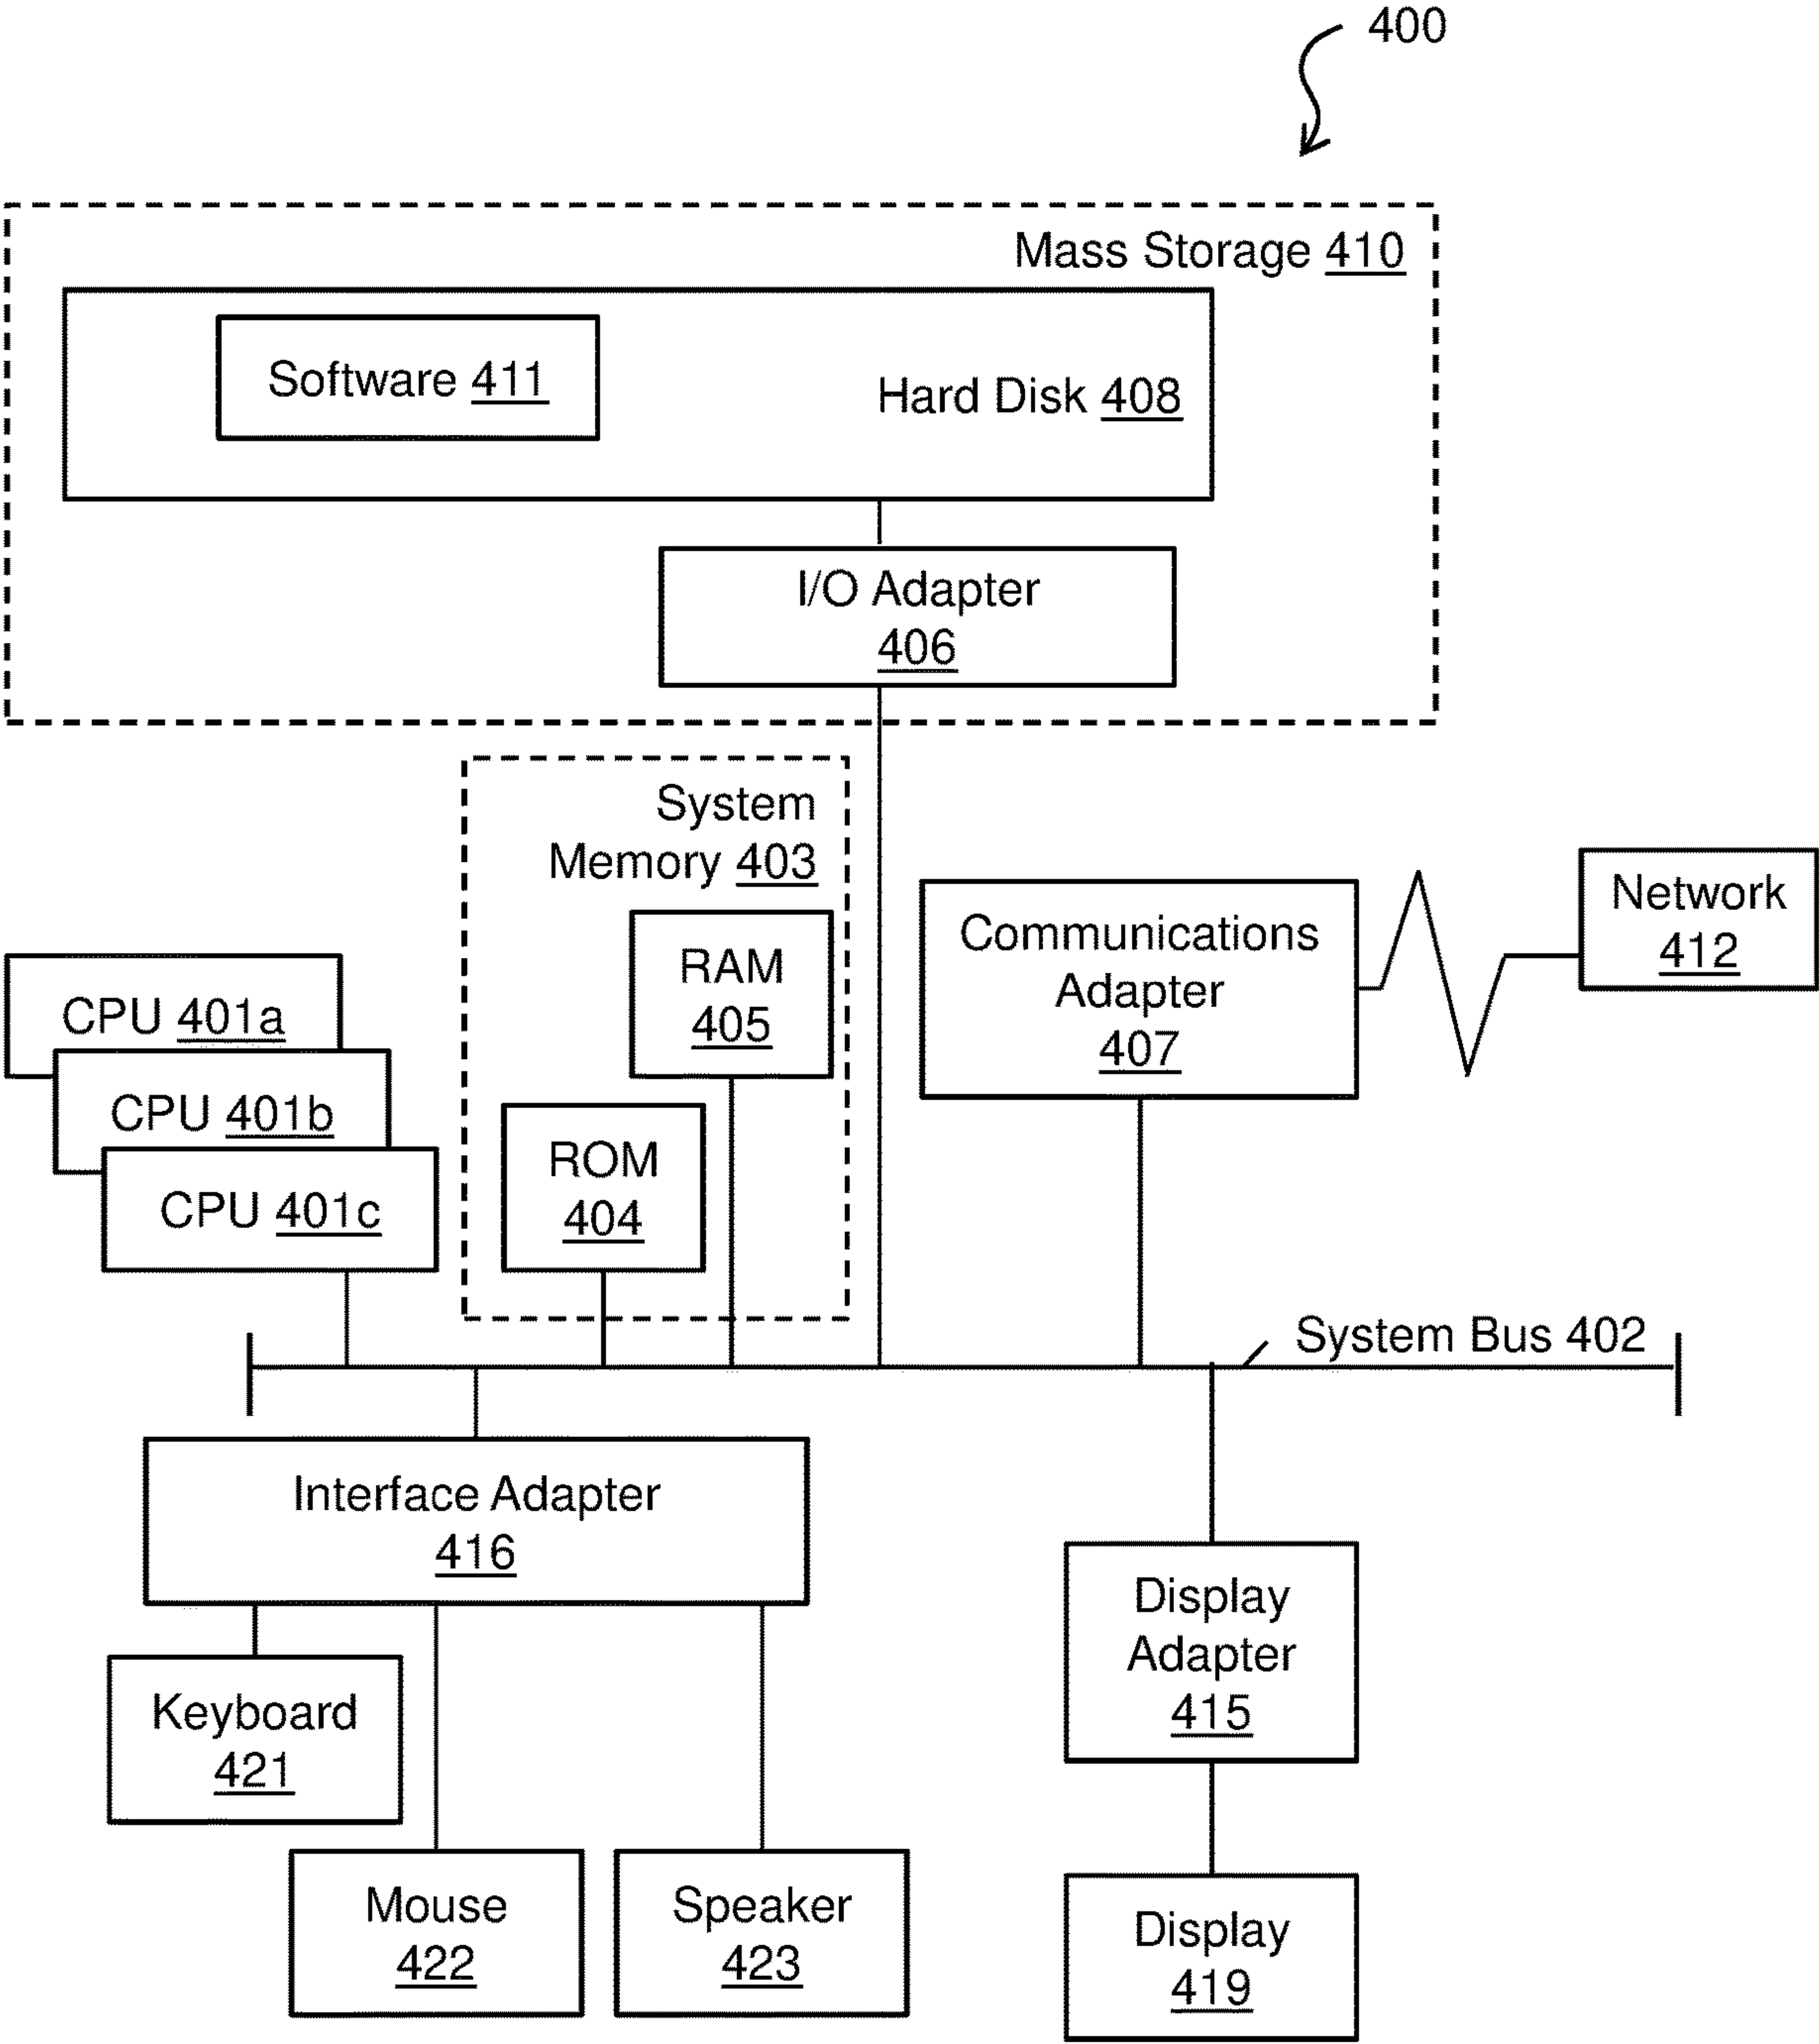 400
Mass Storage 410
Software 411
Hard Disk 408
I/O Adapter
406
System
Memory 403
RAM
405
ROM
404
Communications
Adapter
407
Network
412
CPU 401a
CPU 401b
CPU 401c
System Bus 402
Interface Adapter
416
Keyboard
421
Mouse
422
Speaker
423
Display
Adapter
415
Display
419